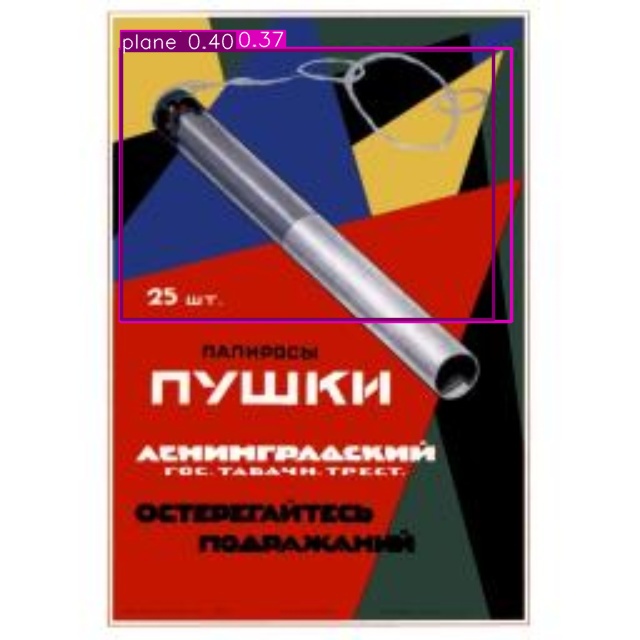 plane 0.40 0.37
25 шт.
ПАПИРОСЫ
ПУШКИ
ЛЕНИНГРАДСКИЙ
ГОС. ТАБАЧН. ТРЕСТ.
ОСТЕРЕГАЙТЕСЬ
ПОДРАЖАНИЙ